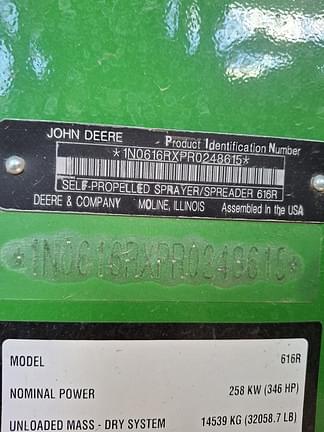 JOHN DEERE Product Identification Number
*1N0616RXPR0248615*
SELF-PROPELLED SPRAYER/SPREADER 616R
DEERE & COMPANY MOLINE, ILLINOIS Assembled in the USA
*1N0616RXPR0248615*
MODEL 616R
NOMINAL POWER 258 KW (346 HP)
UNLOADED MASS - DRY SYSTEM 14539 KG (32058.7 LB)